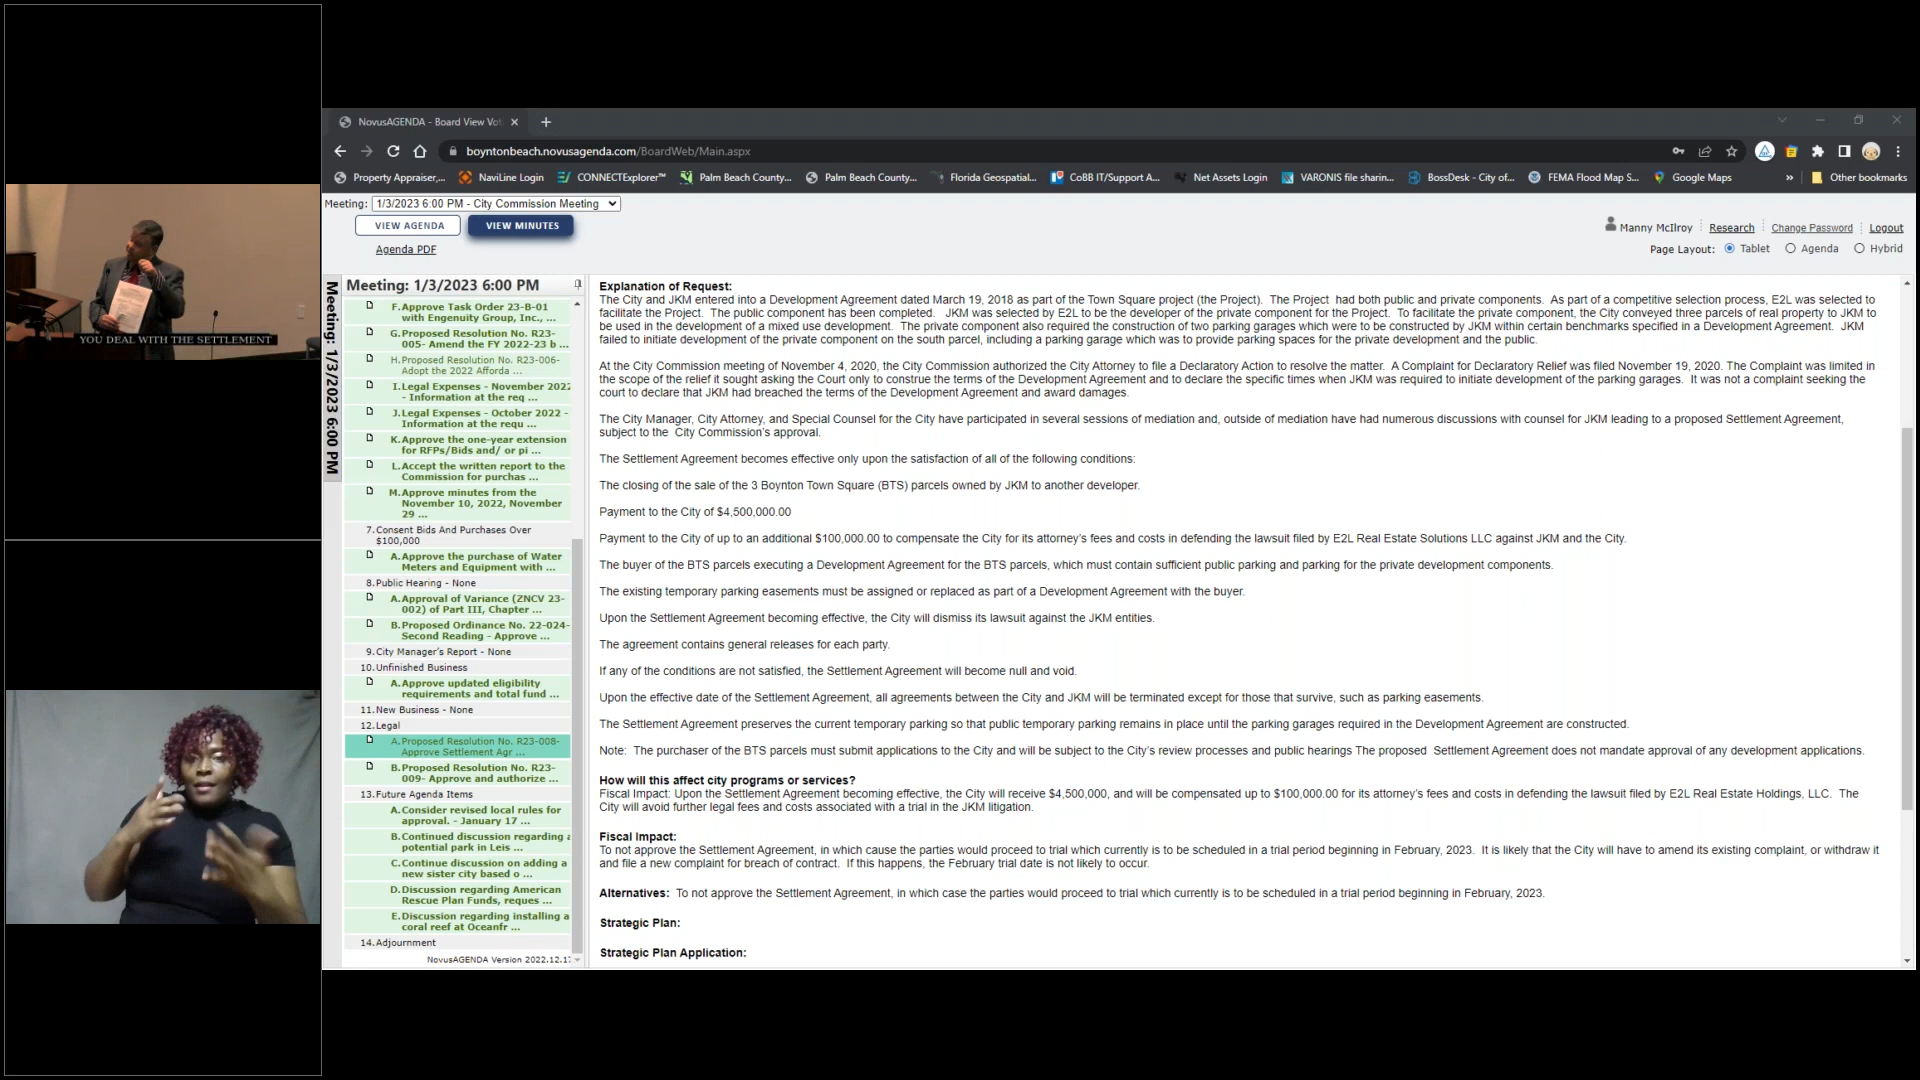 YOU DEAL WITH THE SETTLEMENT
NovusAGENDA - Board View Vot
boyntonbeach.novusagenda.com/BoardWeb/Main.aspx
Property Appraiser,... NaviLine Login CONNECTExplorer™ Palm Beach County... Palm Beach County... Florida Geospatial... CoBB IT/Support A... Net Assets Login VARONIS file sharin... BossDesk - City of... FEMA Flood Map S... Google Maps » Other bookmarks
Meeting: 1/3/2023 6:00 PM - City Commission Meeting
VIEW AGENDA VIEW MINUTES
Agenda PDF
Manny McIlroy Research Change Password Logout
Page Layout: Tablet Agenda Hybrid
Meeting: 1/3/2023 6:00 PM
Meeting: 1/3/2023 6:00 PM
F. Approve Task Order 23-B-01
with Engenuity Group, Inc., ...
G. Proposed Resolution No. R23-
005- Amend the FY 2022-23 b ...
H. Proposed Resolution No. R23-006-
Adopt the 2022 Afforda ...
I. Legal Expenses - November 2022
- Information at the req ...
J. Legal Expenses - October 2022 -
Information at the requ ...
K. Approve the one-year extension
for RFPs/Bids and/ or pi ...
L. Accept the written report to the
Commission for purchas ...
M. Approve minutes from the
November 10, 2022, November
29 ...
7. Consent Bids And Purchases Over
$100,000
A. Approve the purchase of Water
Meters and Equipment with ...
8. Public Hearing - None
A. Approval of Variance (ZNCV 23-
002) of Part III, Chapter ...
B. Proposed Ordinance No. 22-024-
Second Reading - Approve ...
9. City Manager's Report - None
10. Unfinished Business
A. Approve updated eligibility
requirements and total fund ...
11. New Business - None
12. Legal
A. Proposed Resolution No. R23-008-
Approve Settlement Agr ...
B. Proposed Resolution No. R23-
009- Approve and authorize ...
13. Future Agenda Items
A. Consider revised local rules for
approval. - January 17 ...
B. Continued discussion regarding a
potential park in Leis ...
C. Continue discussion on adding a
new sister city based o ...
D. Discussion regarding American
Rescue Plan Funds, reques ...
E. Discussion regarding installing a
coral reef at Oceanfr ...
14. Adjournment
NovusAGENDA Version 2022.12.17
Explanation of Request:
The City and JKM entered into a Development Agreement dated March 19, 2018 as part of the Town Square project (the Project). The Project had both public and private components. As part of a competitive selection process, E2L was selected to
facilitate the Project. The public component has been completed. JKM was selected by E2L to be the developer of the private component for the Project. To facilitate the private component, the City conveyed three parcels of real property to JKM to
be used in the development of a mixed use development. The private component also required the construction of two parking garages which were to be constructed by JKM within certain benchmarks specified in a Development Agreement. JKM
failed to initiate development of the private component on the south parcel, including a parking garage which was to provide parking spaces for the private development and the public.
At the City Commission meeting of November 4, 2020, the City Commission authorized the City Attorney to file a Declaratory Action to resolve the matter. A Complaint for Declaratory Relief was filed November 19, 2020. The Complaint was limited in
the scope of the relief it sought asking the Court only to construe the terms of the Development Agreement and to declare the specific times when JKM was required to initiate development of the parking garages. It was not a complaint seeking the
court to declare that JKM had breached the terms of the Development Agreement and award damages.
The City Manager, City Attorney, and Special Counsel for the City have participated in several sessions of mediation and, outside of mediation have had numerous discussions with counsel for JKM leading to a proposed Settlement Agreement,
subject to the City Commission's approval.
The Settlement Agreement becomes effective only upon the satisfaction of all of the following conditions:
The closing of the sale of the 3 Boynton Town Square (BTS) parcels owned by JKM to another developer.
Payment to the City of $4,500,000.00
Payment to the City of up to an additional $100,000.00 to compensate the City for its attorney's fees and costs in defending the lawsuit filed by E2L Real Estate Solutions LLC against JKM and the City.
The buyer of the BTS parcels executing a Development Agreement for the BTS parcels, which must contain sufficient public parking and parking for the private development components.
The existing temporary parking easements must be assigned or replaced as part of a Development Agreement with the buyer.
Upon the Settlement Agreement becoming effective, the City will dismiss its lawsuit against the JKM entities.
The agreement contains general releases for each party.
If any of the conditions are not satisfied, the Settlement Agreement will become null and void.
Upon the effective date of the Settlement Agreement, all agreements between the City and JKM will be terminated except for those that survive, such as parking easements.
The Settlement Agreement preserves the current temporary parking so that public temporary parking remains in place until the parking garages required in the Development Agreement are constructed.
Note: The purchaser of the BTS parcels must submit applications to the City and will be subject to the City's review processes and public hearings The proposed Settlement Agreement does not mandate approval of any development applications.
How will this affect city programs or services?
Fiscal Impact: Upon the Settlement Agreement becoming effective, the City will receive $4,500,000, and will be compensated up to $100,000.00 for its attorney's fees and costs in defending the lawsuit filed by E2L Real Estate Holdings, LLC. The
City will avoid further legal fees and costs associated with a trial in the JKM litigation.
Fiscal Impact:
To not approve the Settlement Agreement, in which cause the parties would proceed to trial which currently is to be scheduled in a trial period beginning in February, 2023. It is likely that the City will have to amend its existing complaint, or withdraw it
and file a new complaint for breach of contract. If this happens, the February trial date is not likely to occur.
Alternatives: To not approve the Settlement Agreement, in which case the parties would proceed to trial which currently is to be scheduled in a trial period beginning in February, 2023.
Strategic Plan:
Strategic Plan Application: